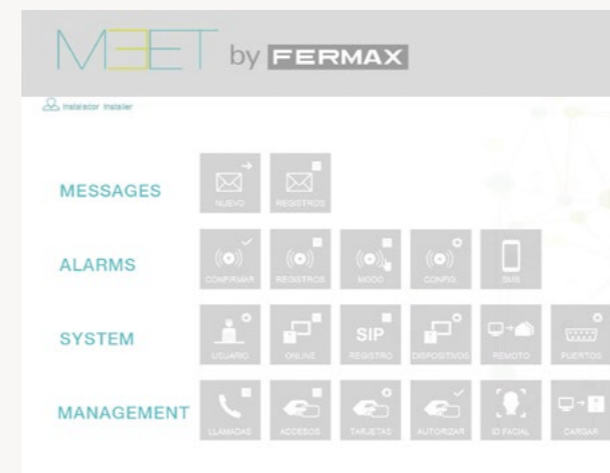 MEET by FERMAX
Instalador Installer
MESSAGES
NUEVO REGISTROS
ALARMS
CONFIRMAR REGISTROS MODO CONFIG. SMS
SYSTEM
USUARIO ONLINE SIP REGISTRO DISPOSITIVOS REMOTO PUERTOS
MANAGEMENT
LLAMADAS ACCESOS TARJETAS AUTORIZAR ID FACIAL CARGAR